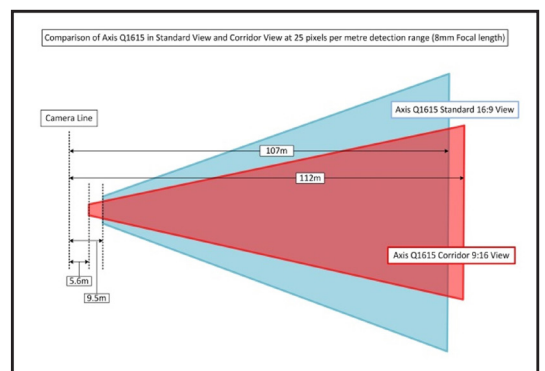 Comparison of Axis Q1615 in Standard View and Corridor View at 25 pixels per metre detection range (8mm Focal length)
Axis Q1615 Standard 16:9 View
Camera Line
107m
112m
Axis Q1615 Corridor 9:16 View
5.6m
9.5m